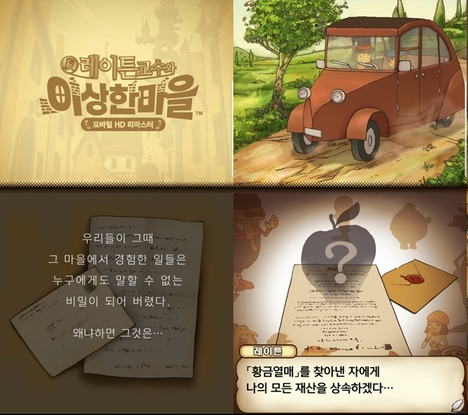 레이튼 교수와
이상한 마을™
모바일 HD 리마스터
우리들이 그때
그 마을에서 경험한 일들은
누구에게도 말할 수 없는
비밀이 되어 버렸다.
왜냐하면 그것은…
?
레이튼
「황금열매」를 찾아낸 자에게
나의 모든 재산을 상속하겠다…